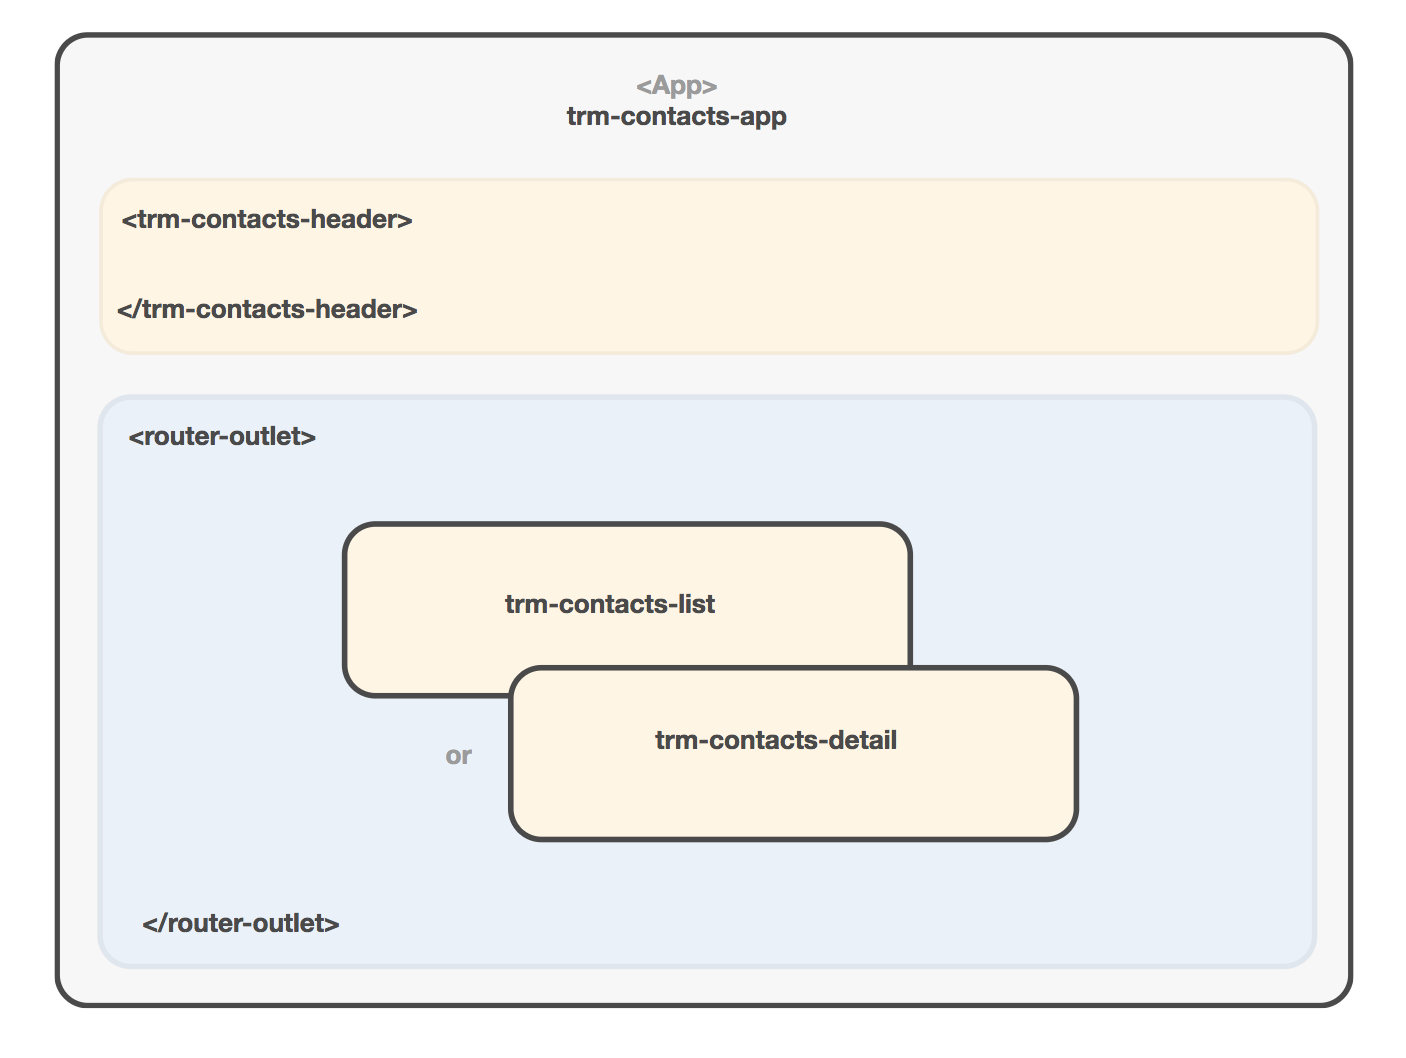 <App>
trm-contacts-app
<trm-contacts-header>
</trm-contacts-header>
<router-outlet>
trm-contacts-list
trm-contacts-detail
or
</router-outlet>